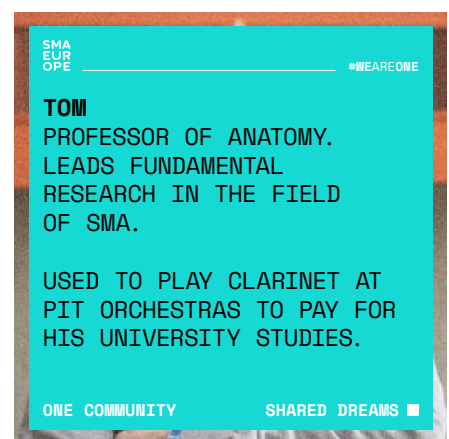 SMA
EUR
OPE
#WEAREONE
TOM
PROFESSOR OF ANATOMY.
LEADS FUNDAMENTAL
RESEARCH IN THE FIELD
OF SMA.
USED TO PLAY CLARINET AT
PIT ORCHESTRAS TO PAY FOR
HIS UNIVERSITY STUDIES.
ONE COMMUNITY
SHARED DREAMS